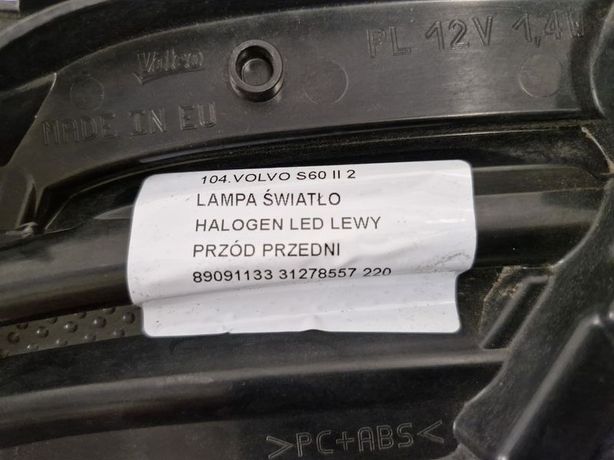 Valeo
PL 12V 1,4W
MADE IN EU
104.VOLVO S60 II 2
LAMPA ŚWIATŁO
HALOGEN LED LEWY
PRZÓD PRZEDNI
89091133 31278557 220
>PC+ABS<